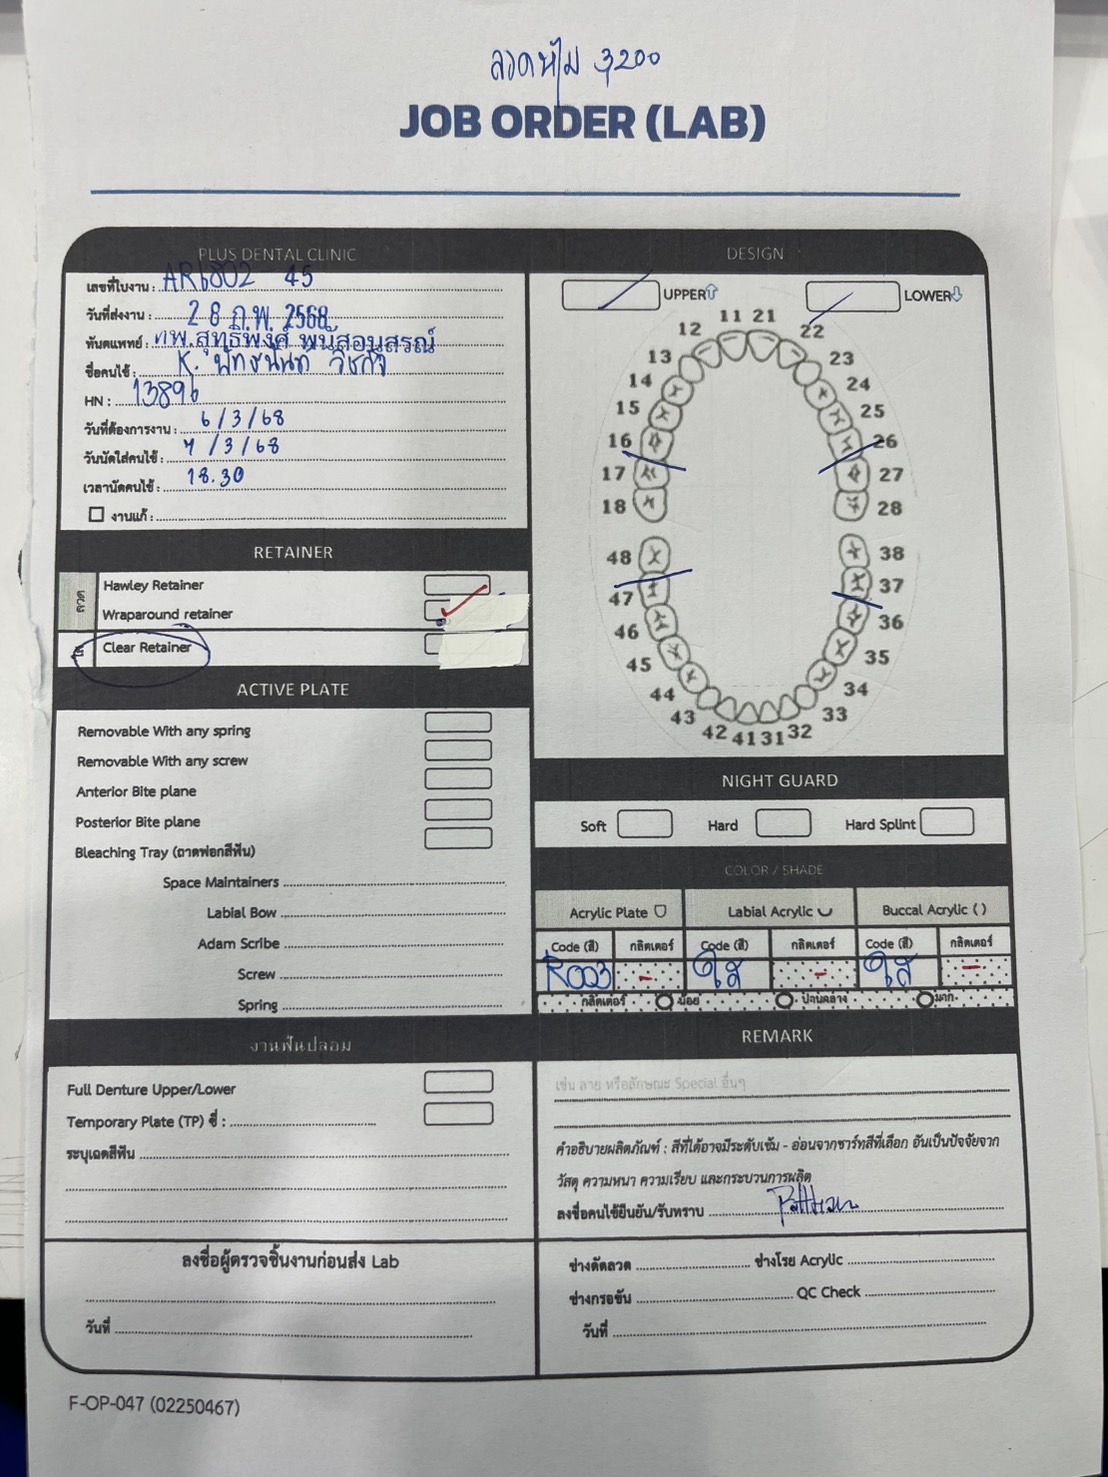 ลวดหไม 3200
JOB ORDER (LAB)
PLUS DENTAL CLINIC
เลขที่ใบงาน : AR6802 45
วันที่ส่งงาน : 28 ก.พ. 2568
ทันตแพทย์ : ทพ.สุทธิพงศ์ พนัสอนุสรณ์
ชื่อคนไข้ : K. พัทธนันท์
HN : 13896
วันที่ต้องการงาน : 6/3/68
วันนัดใส่คนไข้ : 7/3/68
เวลานัดคนไข้ : 18.30
งานแก้ :
DESIGN
UPPER LOWER
11 21
12 22
13 23
14 24
15 25
16 26
17 27
18 28
48 38
47 37
46 36
45 35
44 34
43 33
42 41 31 32
RETAINER
ลวด
Hawley Retainer
Wraparound retainer
ใส
Clear Retainer
ACTIVE PLATE
Removable With any spring
Removable With any screw
Anterior Bite plane
Posterior Bite plane
Bleaching Tray (ถาดฟอกสีฟัน)
Space Maintainers
Labial Bow
Adam Scribe
Screw
Spring
NIGHT GUARD
Soft Hard Hard Splint
COLOR / SHADE
Acrylic Plate Labial Acrylic Buccal Acrylic ( )
Code (สี) กลิตเตอร์ Code (สี) กลิตเตอร์ Code (สี) กลิตเตอร์
R003 - ใส - ใส -
กลิตเตอร์ น้อย ปานกลาง มาก
งานฟันปลอม
Full Denture Upper/Lower
Temporary Plate (TP) ซี่ :
ระบุเฉดสีฟัน
REMARK
เช่น ลาย หรือลักษณะ Special อื่นๆ
คำอธิบายผลิตภัณฑ์ : สีที่ได้อาจมีระดับเข้ม - อ่อนจากชาร์ทสีที่เลือก อันเป็นปัจจัยจาก
วัสดุ ความหนา ความเรียบ และกระบวนการผลิต
ลงชื่อคนไข้ยืนยัน/รับทราบ
ลงชื่อผู้ตรวจชิ้นงานก่อนส่ง Lab
วันที่
ช่างดัดลวด ช่างโรย Acrylic
ช่างกรอขัน QC Check
วันที่
F-OP-047 (02250467)